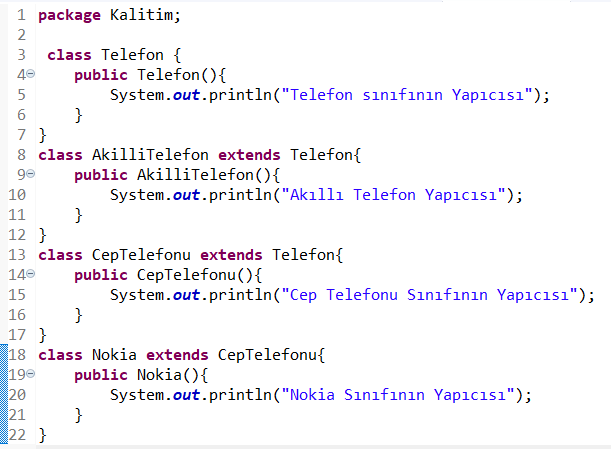 1 package Kalitim;
2
3 class Telefon {
4 public Telefon(){
5 System.out.println("Telefon sınıfının Yapıcısı");
6 }
7 }
8 class AkilliTelefon extends Telefon{
9 public AkilliTelefon(){
10 System.out.println("Akıllı Telefon Yapıcısı");
11 }
12 }
13 class CepTelefonu extends Telefon{
14 public CepTelefonu(){
15 System.out.println("Cep Telefonu Sınıfının Yapıcısı");
16 }
17 }
18 class Nokia extends CepTelefonu{
19 public Nokia(){
20 System.out.println("Nokia Sınıfının Yapıcısı");
21 }
22 }